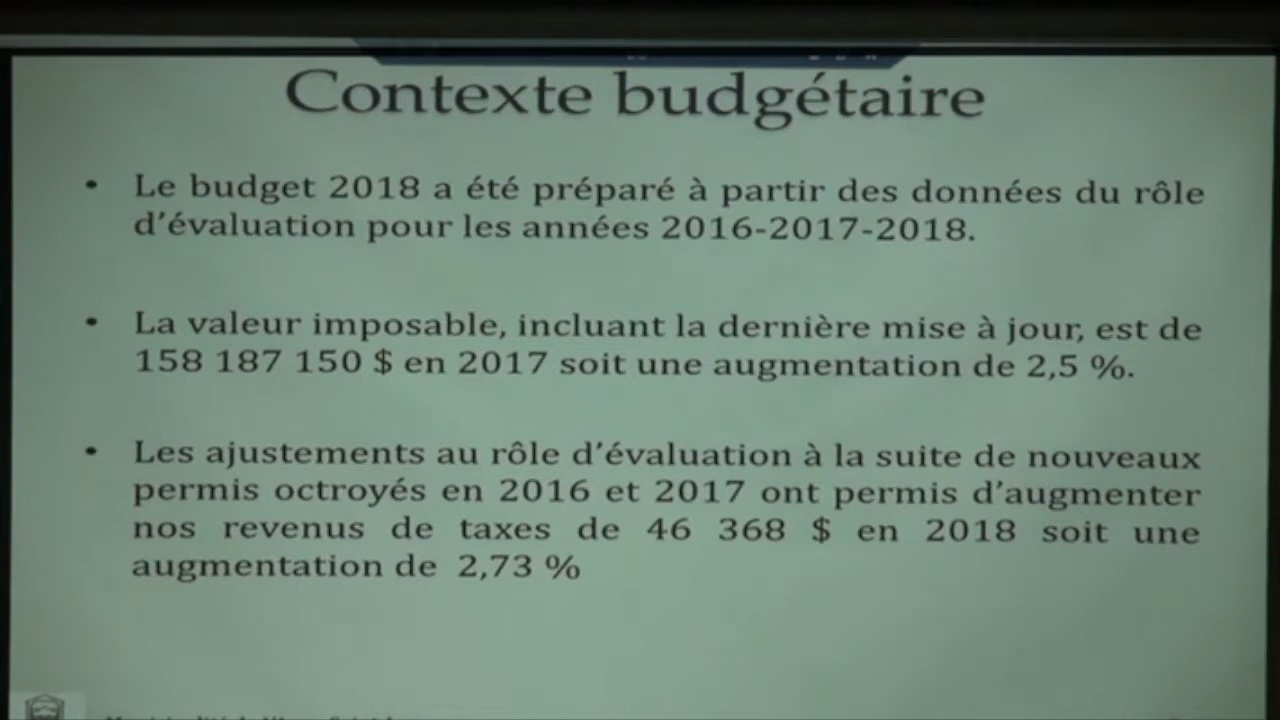 Contexte budgétaire
• Le budget 2018 a été préparé à partir des données du rôle
d’évaluation pour les années 2016-2017-2018.
• La valeur imposable, incluant la dernière mise à jour, est de
158 187 150 $ en 2017 soit une augmentation de 2,5 %.
• Les ajustements au rôle d’évaluation à la suite de nouveaux
permis octroyés en 2016 et 2017 ont permis d’augmenter
nos revenus de taxes de 46 368 $ en 2018 soit une
augmentation de 2,73 %